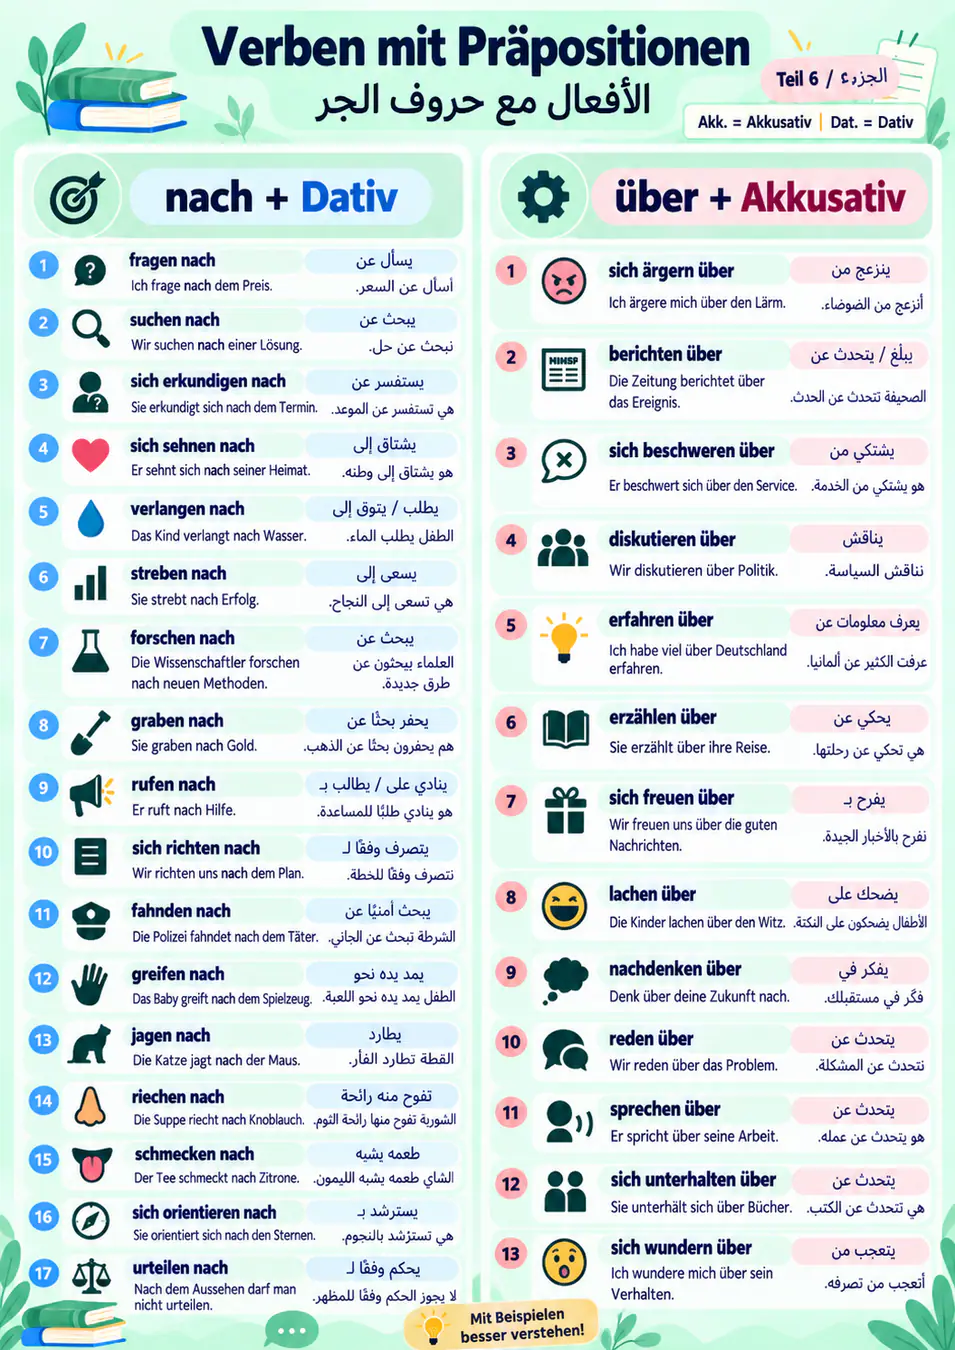 Verben mit Präpositionen
الأفعال مع حروف الجر
Teil 6 / الجزء
Akk. = Akkusativ | Dat. = Dativ
nach + Dativ
1
fragen nach
يسأل عن
Ich frage nach dem Preis.
أسأل عن السعر.
2
suchen nach
يبحث عن
Wir suchen nach einer Lösung.
نبحث عن حل.
3
sich erkundigen nach
يستفسر عن
Sie erkundigt sich nach dem Termin.
هي تستفسر عن الموعد.
4
sich sehnen nach
يشتاق إلى
Er sehnt sich nach seiner Heimat.
هو يشتاق إلى وطنه.
5
verlangen nach
يطلب / يتوق إلى
Das Kind verlangt nach Wasser.
الطفل يطلب الماء.
6
streben nach
يسعى إلى
Sie strebt nach Erfolg.
هي تسعى إلى النجاح.
7
forschen nach
يبحث عن
Die Wissenschaftler forschen
nach neuen Methoden.
العلماء يبحثون عن
طرق جديدة.
8
graben nach
يحفر بحثًا عن
Sie graben nach Gold.
هم يحفرون بحثًا عن الذهب.
9
rufen nach
ينادي على / يطالب بـ
Er ruft nach Hilfe.
هو ينادي طلبًا للمساعدة.
10
sich richten nach
يتصرف وفقًا لـ
Wir richten uns nach dem Plan.
نتصرف وفقًا للخطة.
11
fahnden nach
يبحث أمنيًا عن
Die Polizei fahndet nach dem Täter.
الشرطة تبحث عن الجاني.
12
greifen nach
يمد يده نحو
Das Baby greift nach dem Spielzeug.
الطفل يمد يده نحو اللعبة.
13
jagen nach
يطارد
Die Katze jagt nach der Maus.
القطة تطارد الفأر.
14
riechen nach
تفوح منه رائحة
Die Suppe riecht nach Knoblauch.
الشوربة تفوح منها رائحة الثوم.
15
schmecken nach
طعمه يشبه
Der Tee schmeckt nach Zitrone.
الشاي طعمه يشبه الليمون.
16
sich orientieren nach
يسترشد بـ
Sie orientiert sich nach den Sternen.
هي تسترشد بالنجوم.
17
urteilen nach
يحكم وفقًا لـ
Nach dem Aussehen darf man
nicht urteilen.
لا يجوز الحكم وفقًا للمظهر.
über + Akkusativ
1
sich ärgern über
ينزعج من
Ich ärgere mich über den Lärm.
أنزعج من الضوضاء.
2
berichten über
يبلّغ / يتحدث عن
Die Zeitung berichtet über
das Ereignis.
الصحيفة تتحدث عن الحدث.
3
sich beschweren über
يشتكي من
Er beschwert sich über den Service.
هو يشتكي من الخدمة.
4
diskutieren über
يناقش
Wir diskutieren über Politik.
نناقش السياسة.
5
erfahren über
يعرف معلومات عن
Ich habe viel über Deutschland
erfahren.
عرفت الكثير عن ألمانيا.
6
erzählen über
يحكي عن
Sie erzählt über ihre Reise.
هي تحكي عن رحلتها.
7
sich freuen über
يفرح بـ
Wir freuen uns über die guten
Nachrichten.
نفرح بالأخبار الجيدة.
8
lachen über
يضحك على
Die Kinder lachen über den Witz.
الأطفال يضحكون على النكتة.
9
nachdenken über
يفكر في
Denk über deine Zukunft nach.
فكّر في مستقبلك.
10
reden über
يتحدث عن
Wir reden über das Problem.
نتحدث عن المشكلة.
11
sprechen über
يتحدث عن
Er spricht über seine Arbeit.
هو يتحدث عن عمله.
12
sich unterhalten über
يتحدث عن
Sie unterhält sich über Bücher.
هي تتحدث عن الكتب.
13
sich wundern über
يتعجب من
Ich wundere mich über sein
Verhalten.
أتعجب من تصرفه.
Mit Beispielen
besser verstehen!